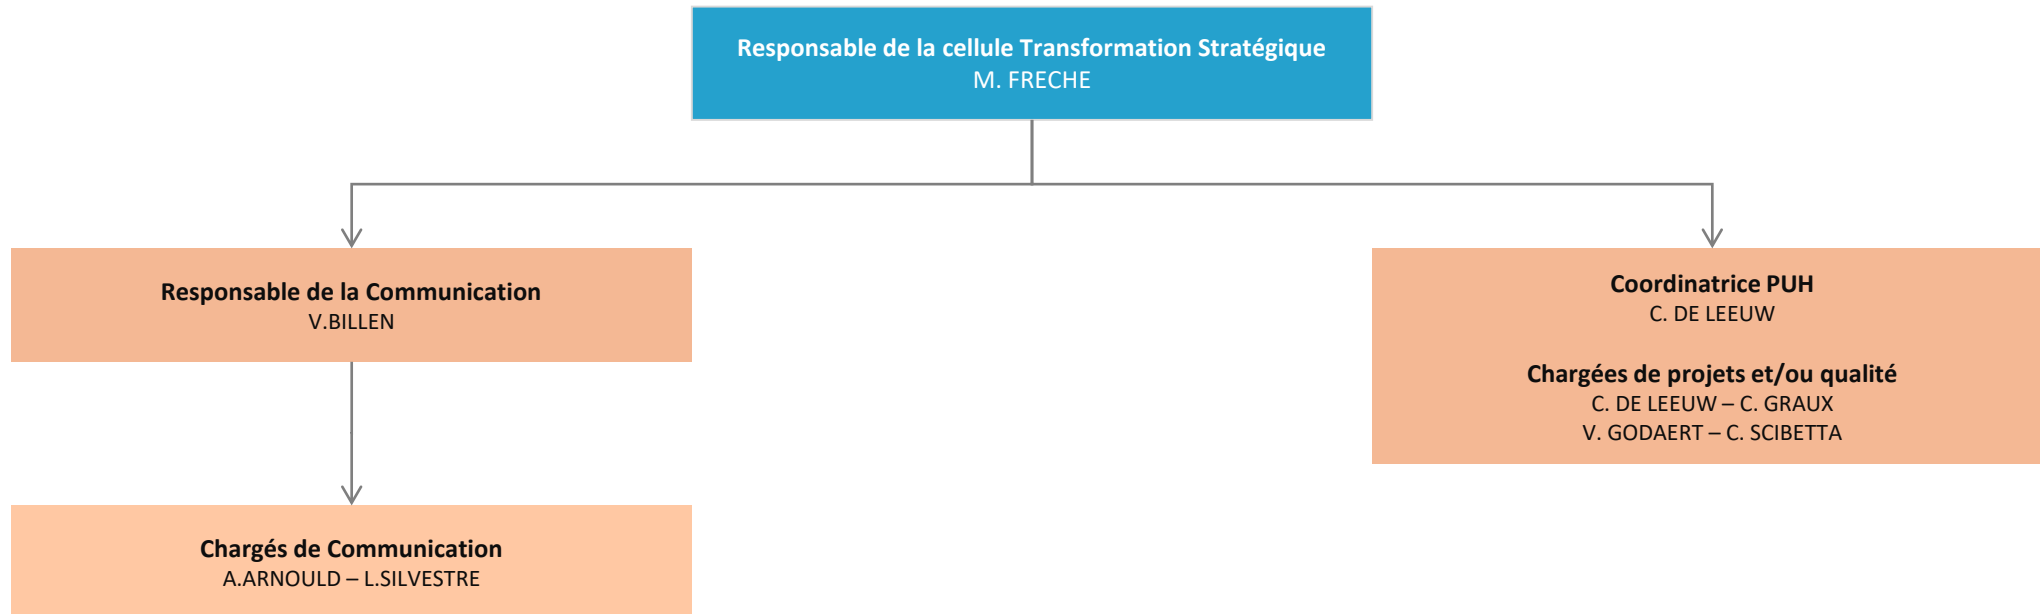 Responsable de la cellule Transformation Stratégique
M. FRECHE
Responsable de la Communication
V.BILLEN
Coordinatrice PUH
C. DE LEEUW
Chargées de projets et/ou qualité
C. DE LEEUW – C. GRAUX
V. GODAERT – C. SCIBETTA
Chargés de Communication
A.ARNOULD – L.SILVESTRE